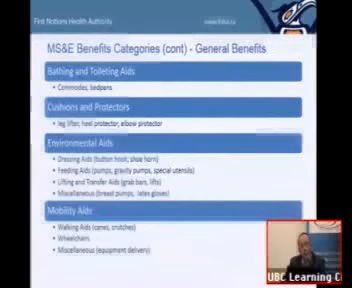 First Nations Health Authority
MS&E Benefits Categories (cont) - General Benefits
Bathing and Toileting Aids
• Commodes, bedpans
Cushions and Protectors
• leg lifter, heel protector, elbow protector
Environmental Aids
• Dressing Aids (button hook, shoe horn)
• Feeding Aids (pumps, gravity pumps, special utensils)
• Lifting and Transfer Aids (grab bars, lifts)
• Miscellaneous (breast pumps, latex gloves)
Mobility Aids
• Walking Aids (canes, crutches)
• Wheelchairs
• Miscellaneous (equipment delivery)
UBC Learning C